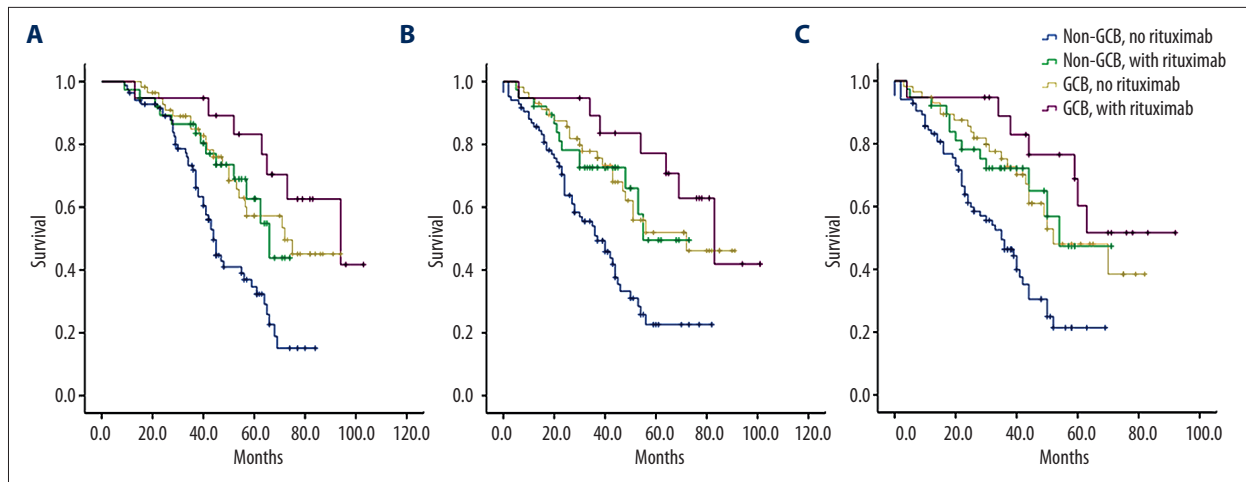 A
B
C
Non-GCB, no rituximab
Non-GCB, with rituximab
GCB, no rituximab
GCB, with rituximab
Survival
1.0
0.8
0.6
0.4
0.2
0.0
0.0 20.0 40.0 60.0 80.0 100.0 120.0
Months
Survival
1.0
0.8
0.6
0.4
0.2
0.0
0.0 20.0 40.0 60.0 80.0 100.0 120.0
Months
Survival
1.0
0.8
0.6
0.4
0.2
0.0
0.0 20.0 40.0 60.0 80.0 100.0
Months